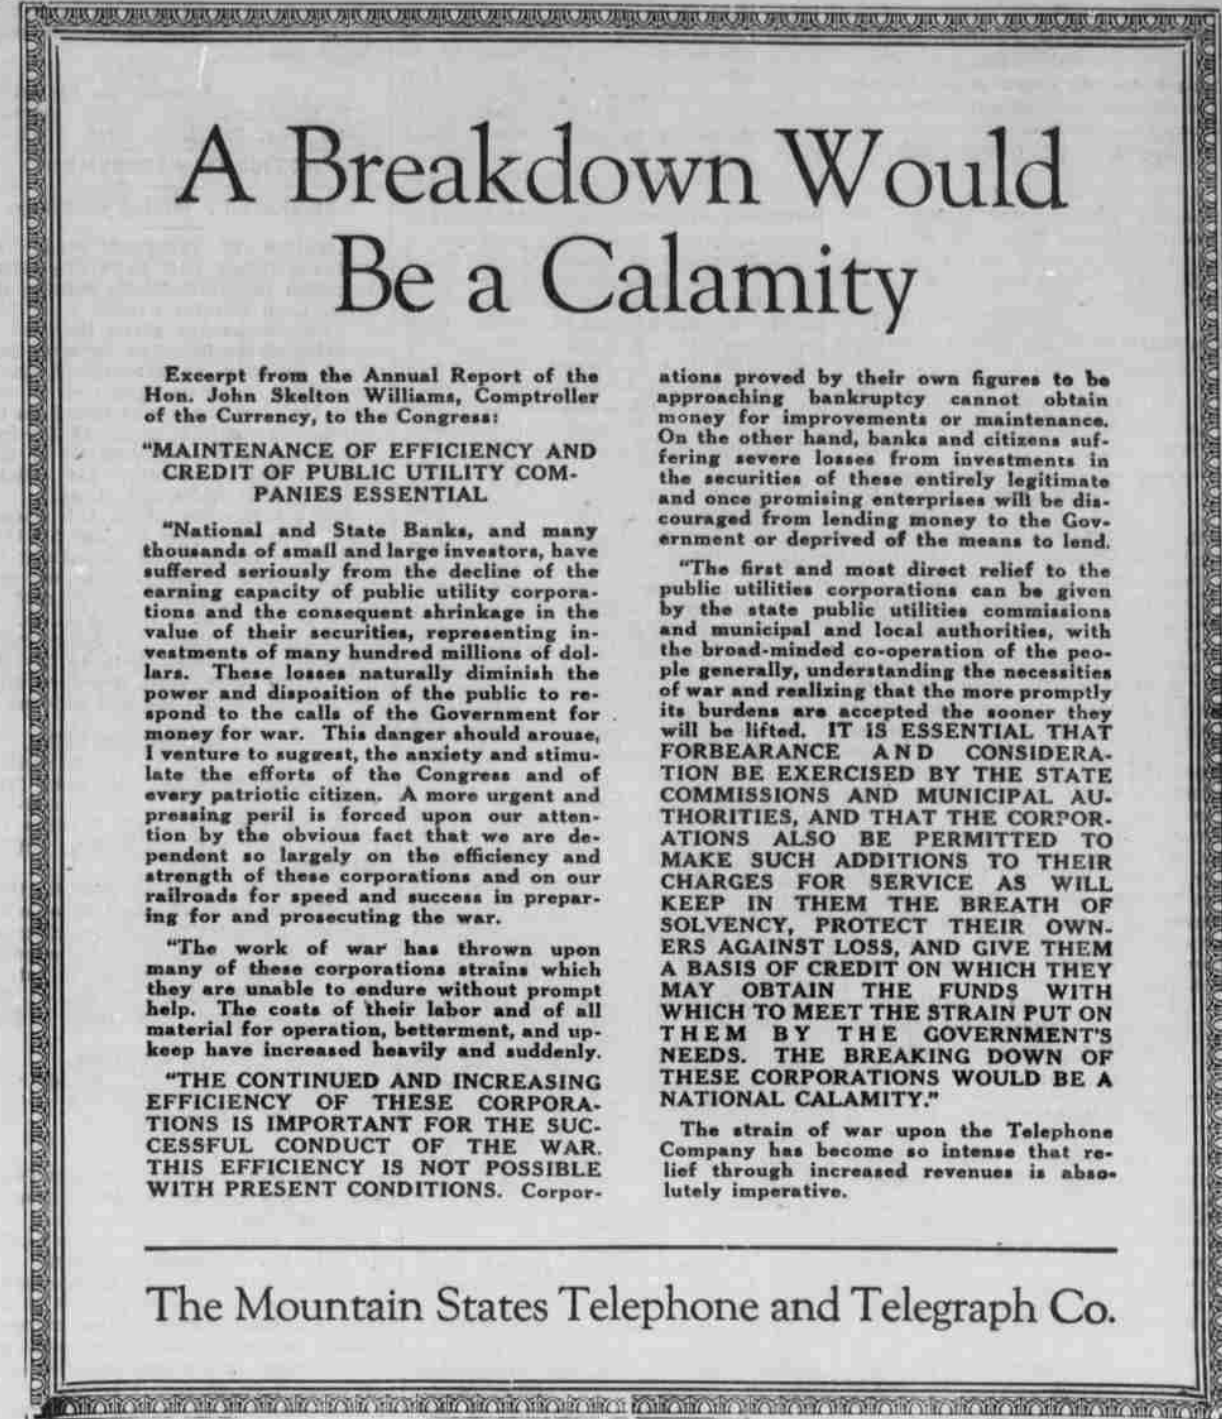 A Breakdown Would
Be a Calamity
Excerpt from the Annual Report of the
Hon. John Skelton Williams, Comptroller
of the Currency, to the Congress:
"MAINTENANCE OF EFFICIENCY AND
CREDIT OF PUBLIC UTILITY COM-
PANIES ESSENTIAL
"National and State Banks, and many
thousands of small and large investors, have
suffered seriously from the decline of the
earning capacity of public utility corpora-
tions and the consequent shrinkage in the
value of their securities, representing in-
vestments of many hundred millions of dol-
lars. These losses naturally diminish the
power and disposition of the public to re-
spond to the calls of the Government for
money for war. This danger should arouse,
I venture to suggest, the anxiety and stimu-
late the efforts of the Congress and of
every patriotic citizen. A more urgent and
pressing peril is forced upon our atten-
tion by the obvious fact that we are de-
pendent so largely on the efficiency and
strength of these corporations and on our
railroads for speed and success in prepar-
ing for and prosecuting the war.
"The work of war has thrown upon
many of these corporations strains which
they are unable to endure without prompt
help. The costs of their labor and of all
material for operation, betterment, and up-
keep have increased heavily and suddenly.
"THE CONTINUED AND INCREASING
EFFICIENCY OF THESE CORPORA-
TIONS IS IMPORTANT FOR THE SUC-
CESSFUL CONDUCT OF THE WAR.
THIS EFFICIENCY IS NOT POSSIBLE
WITH PRESENT CONDITIONS. Corpor-
ations proved by their own figures to be
approaching bankruptcy cannot obtain
money for improvements or maintenance.
On the other hand, banks and citizens suf-
fering severe losses from investments in
the securities of these entirely legitimate
and once promising enterprises will be dis-
couraged from lending money to the Gov-
ernment or deprived of the means to lend.
"The first and most direct relief to the
public utilities corporations can be given
by the state public utilities commissions
and municipal and local authorities, with
the broad-minded co-operation of the peo-
ple generally, understanding the necessities
of war and realizing that the more promptly
its burdens are accepted the sooner they
will be lifted. IT IS ESSENTIAL THAT
FORBEARANCE AND CONSIDERA-
TION BE EXERCISED BY THE STATE
COMMISSIONS AND MUNICIPAL AU-
THORITIES, AND THAT THE CORPOR-
ATIONS ALSO BE PERMITTED TO
MAKE SUCH ADDITIONS TO THEIR
CHARGES FOR SERVICE AS WILL
KEEP IN THEM THE BREATH OF
SOLVENCY, PROTECT THEIR OWN-
ERS AGAINST LOSS, AND GIVE THEM
A BASIS OF CREDIT ON WHICH THEY
MAY OBTAIN THE FUNDS WITH
WHICH TO MEET THE STRAIN PUT ON
THEM BY THE GOVERNMENT'S
NEEDS. THE BREAKING DOWN OF
THESE CORPORATIONS WOULD BE A
NATIONAL CALAMITY."
The strain of war upon the Telephone
Company has become so intense that re-
lief through increased revenues is abso-
lutely imperative.
The Mountain States Telephone and Telegraph Co.